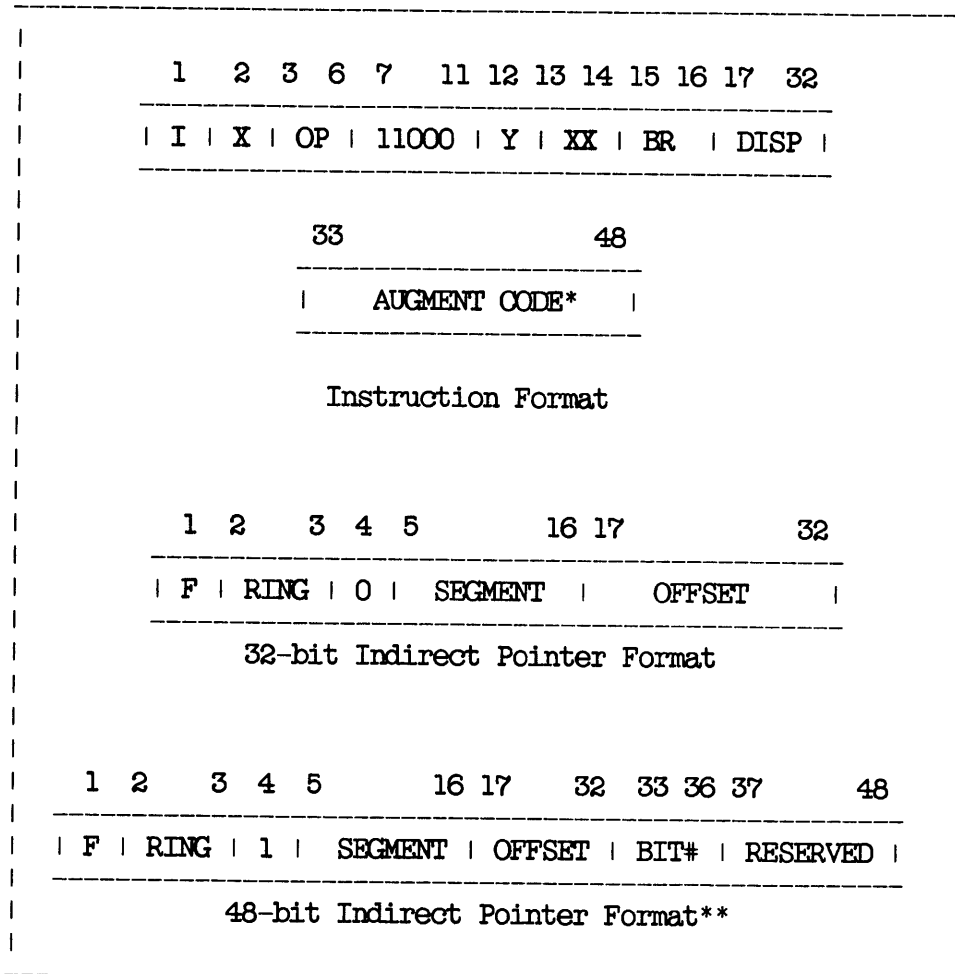 1 2 3 6 7 11 12 13 14 15 16 17 32
| I | X | OP | 11000 | Y | XX | BR | DISP |
33 48
| AUGMENT CODE* |
Instruction Format
1 2 3 4 5 16 17 32
| F | RING | 0 | SEGMENT | OFFSET |
32-bit Indirect Pointer Format
1 2 3 4 5 16 17 32 33 36 37 48
| F | RING | 1 | SEGMENT | OFFSET | BIT# | RESERVED |
48-bit Indirect Pointer Format**